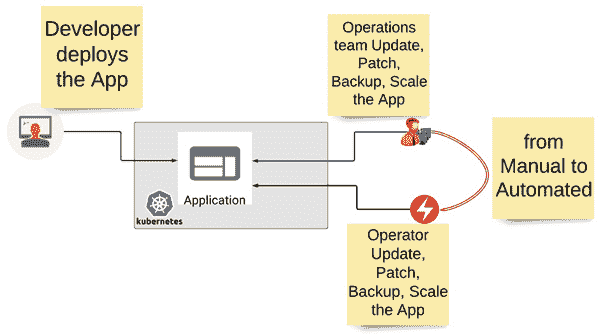 Developer
deploys
the App
Operations
team Update,
Patch,
Backup, Scale
the App
from
Manual to
Automated
Application
kubernetes
Operator
Update,
Patch,
Backup, Scale
the App